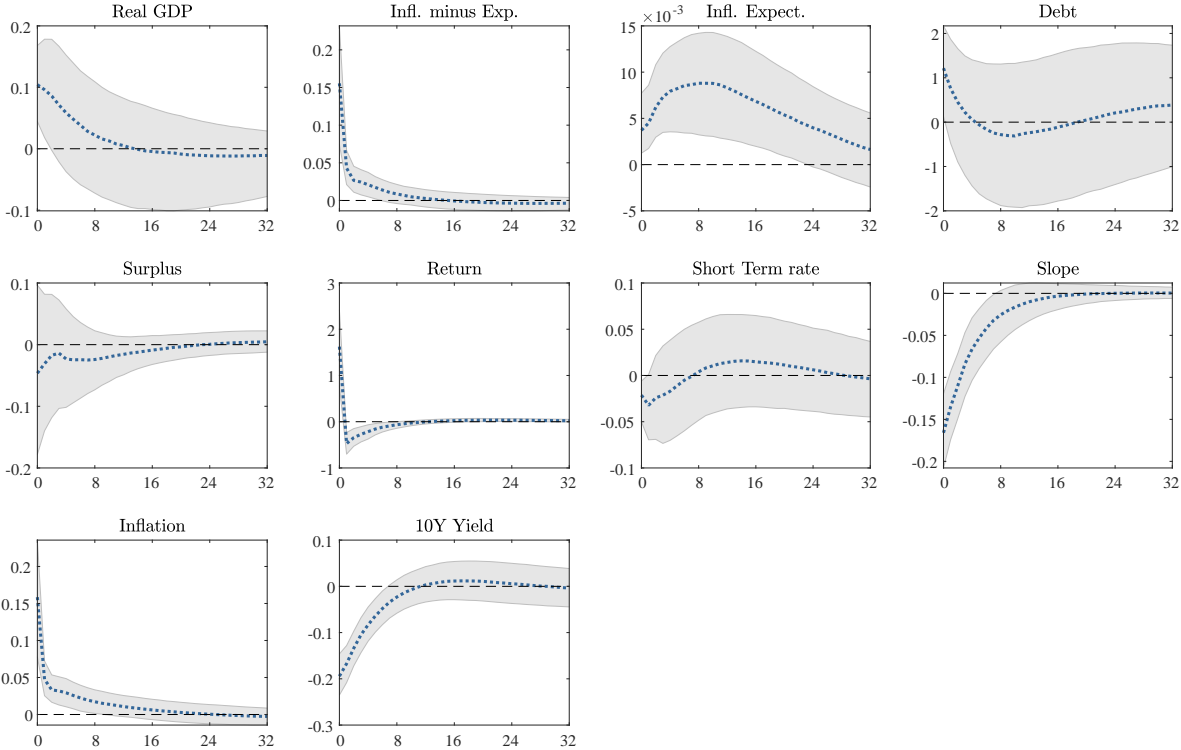 Real GDP
0.2
0.1
0
-0.1
0 8 16 24 32
Infl. minus Exp.
0.2
0.15
0.1
0.05
0
0 8 16 24 32
Infl. Expect.
×10⁻³
15
10
5
0
-5
0 8 16 24 32
Debt
2
1
0
-1
-2
0 8 16 24 32
Surplus
0.1
0
-0.1
-0.2
0 8 16 24 32
Return
3
2
1
0
-1
0 8 16 24 32
Short Term rate
0.1
0.05
0
-0.05
-0.1
0 8 16 24 32
Slope
0
-0.05
-0.1
-0.15
-0.2
0 8 16 24 32
Inflation
0.2
0.15
0.1
0.05
0
0 8 16 24 32
10Y Yield
0.1
0
-0.1
-0.2
-0.3
0 8 16 24 32